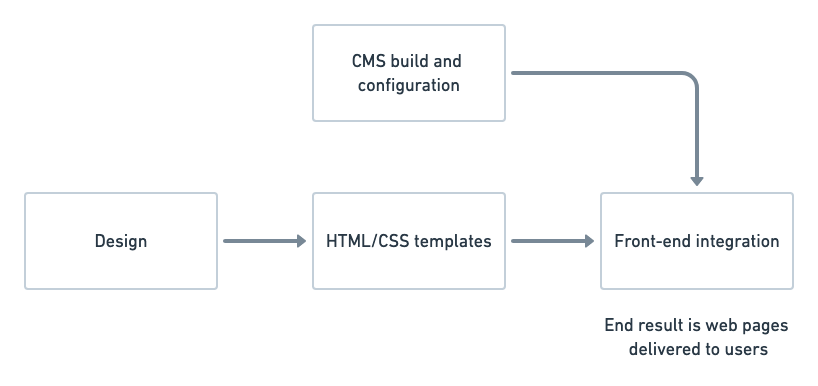 CMS build and
configuration
Design
HTML/CSS templates
Front-end integration
End result is web pages
delivered to users